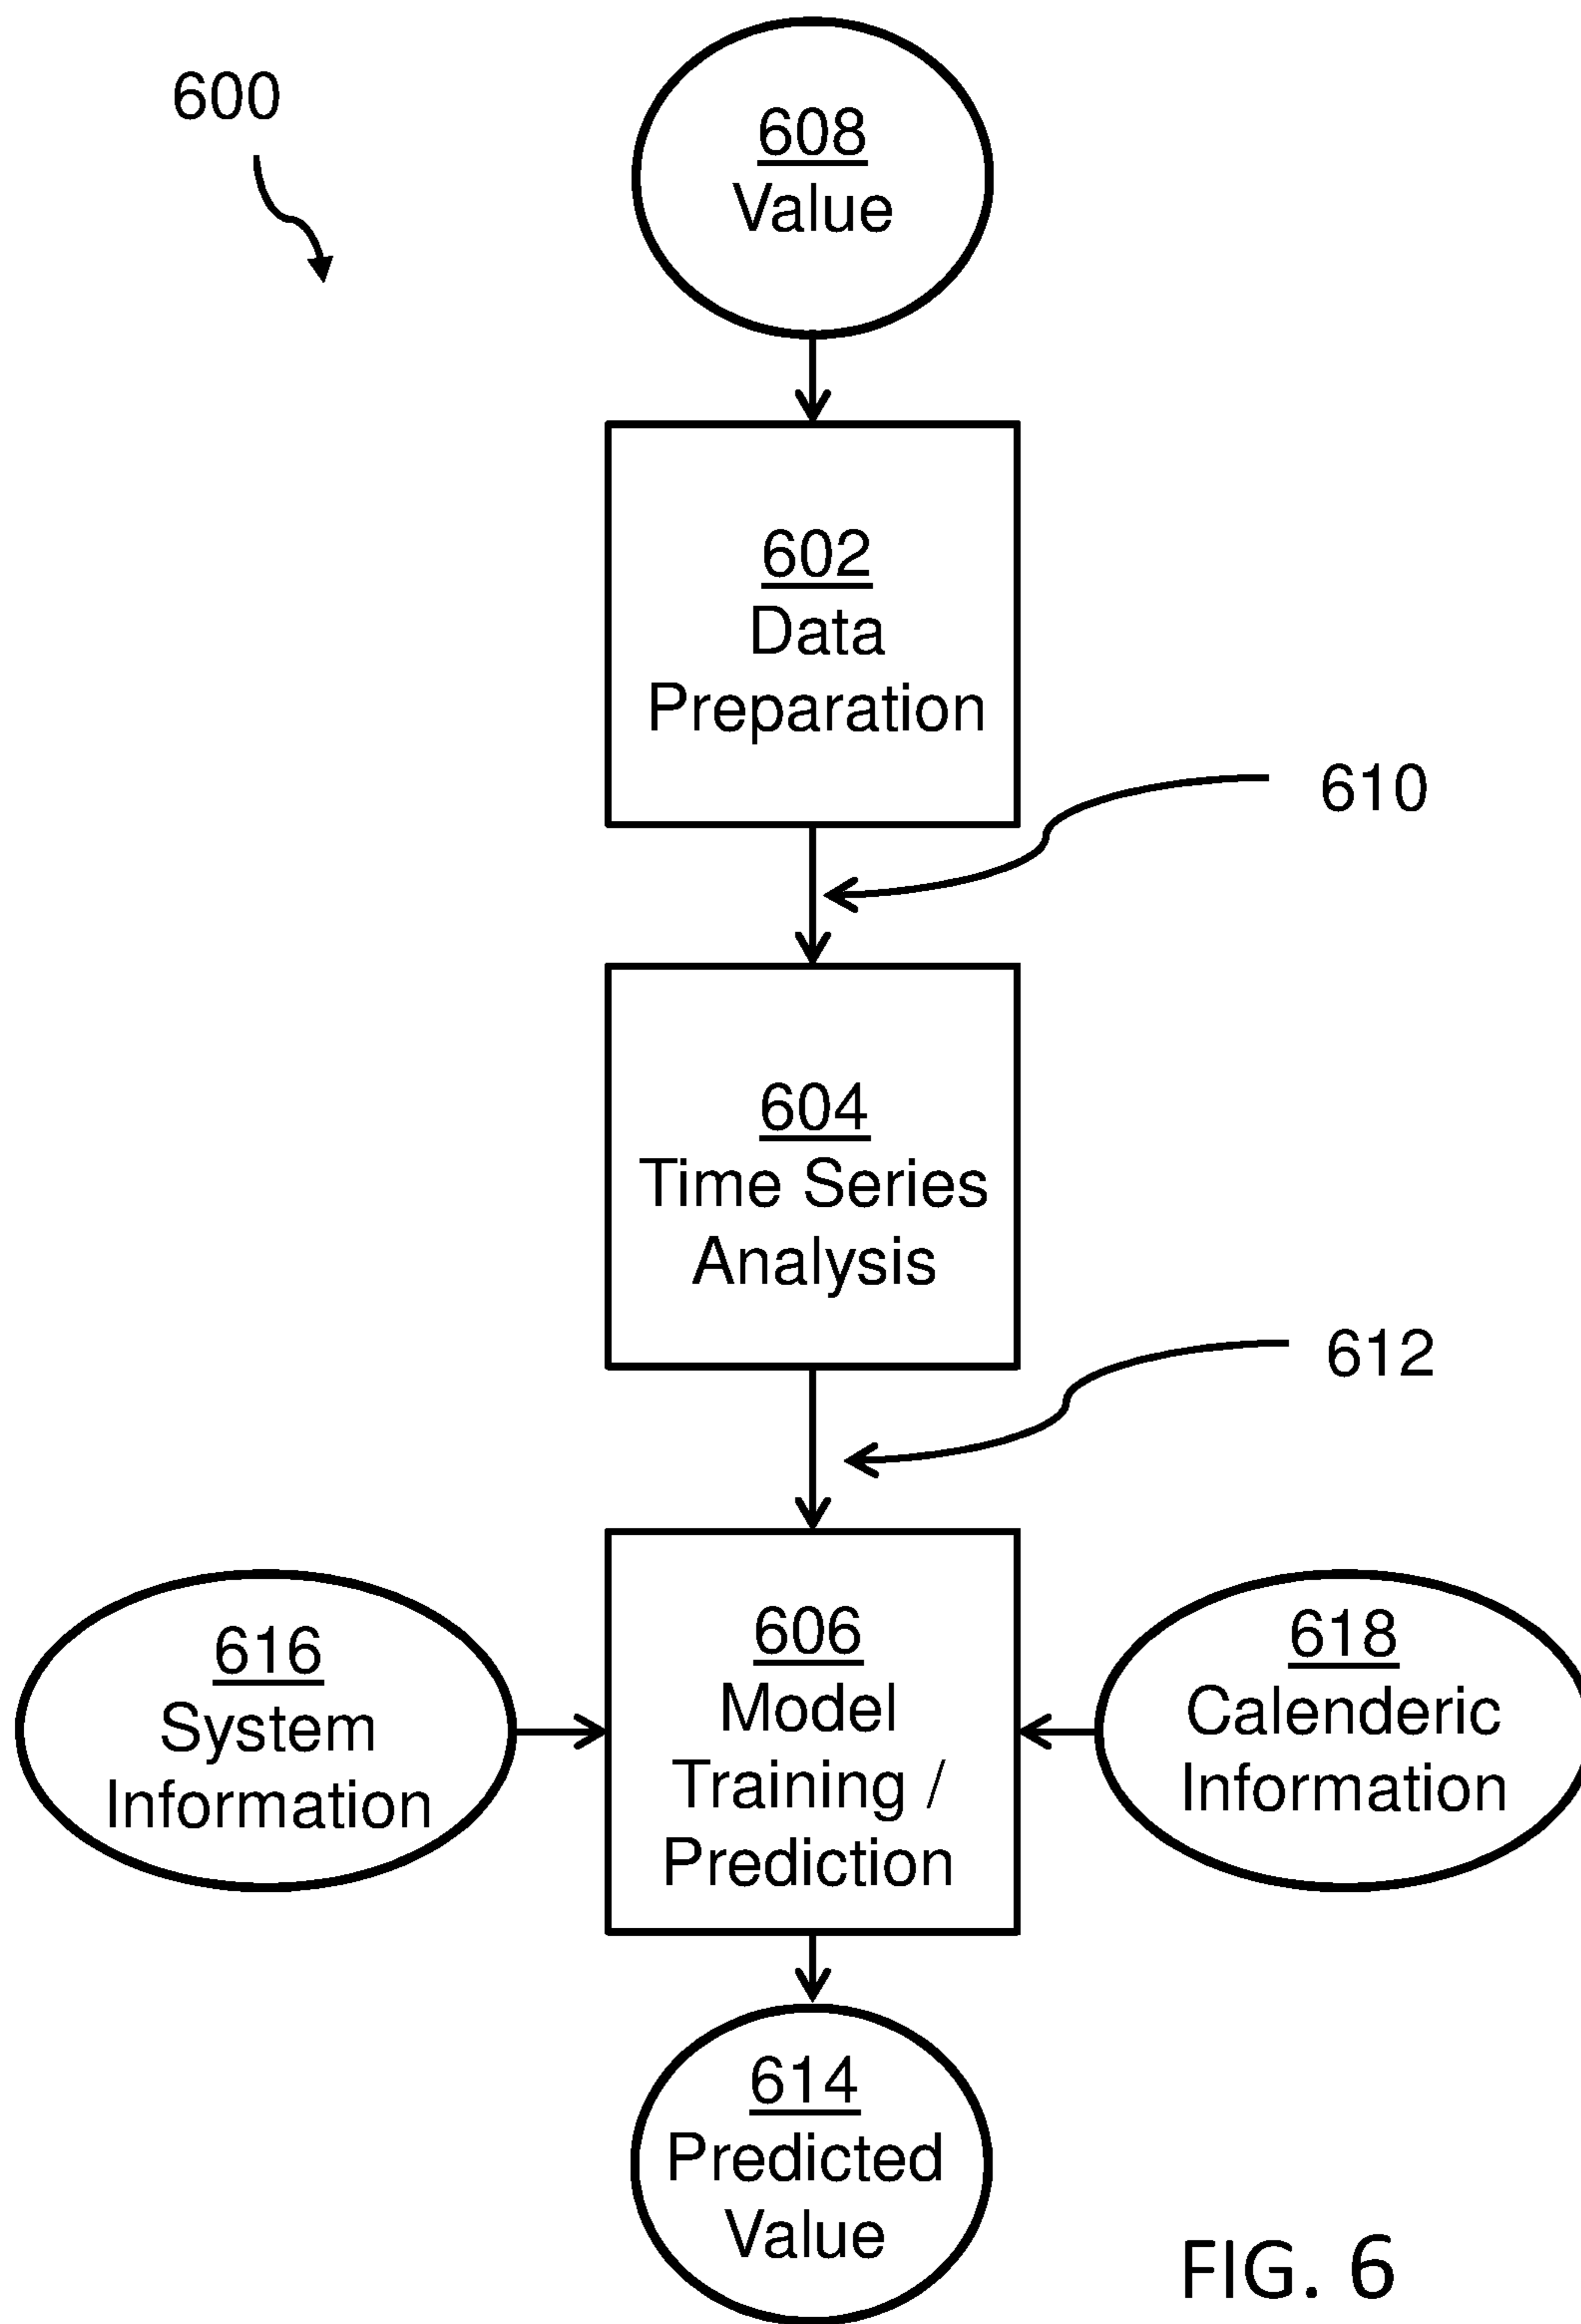 600
608
Value
602
Data
Preparation
610
604
Time Series
Analysis
612
616
System
Information
606
Model
Training /
Prediction
618
Calenderic
Information
614
Predicted
Value
FIG. 6